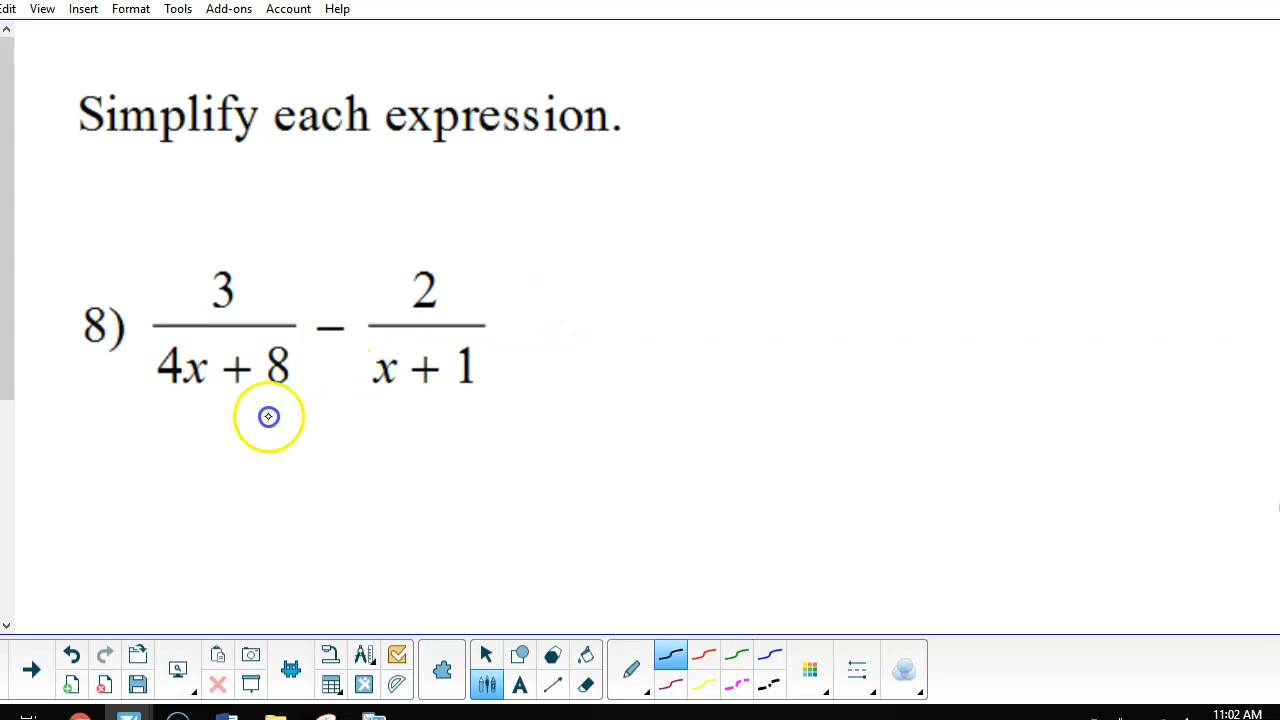 Edit View Insert Format Tools Add-ons Account Help
Simplify each expression.
3 2
8) — − —
4x + 8 x + 1
A
11:02 AM